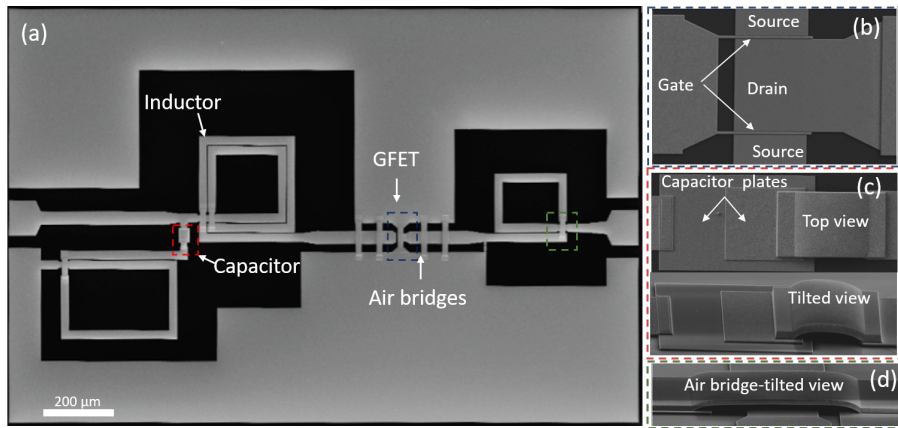 (a)
Inductor
GFET
Capacitor
Air bridges
200 µm
(b)
Source
Gate
Drain
Source
(c)
Capacitor plates
Top view
Tilted view
(d)
Air bridge-tilted view